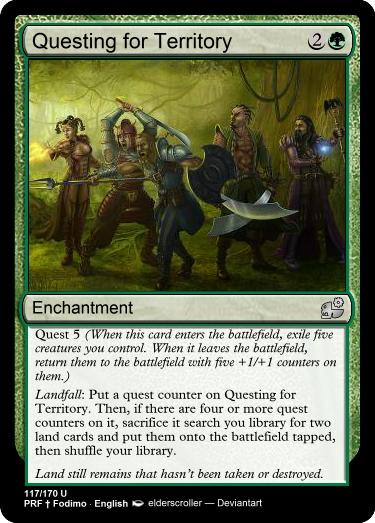 Questing for Territory 2
Enchantment
Quest 5 (When this card enters the battlefield, exile five
creatures you control. When it leaves the battlefield,
return them to the battlefield with five +1/+1 counters on
them.)
Landfall: Put a quest counter on Questing for
Territory. Then, if there are four or more quest
counters on it, sacrifice it search you library for two
land cards and put them onto the battlefield tapped,
then shuffle your library.
Land still remains that hasn't been taken or destroyed.
117/170 U
PRF † Fodimo · English elderscroller — Deviantart